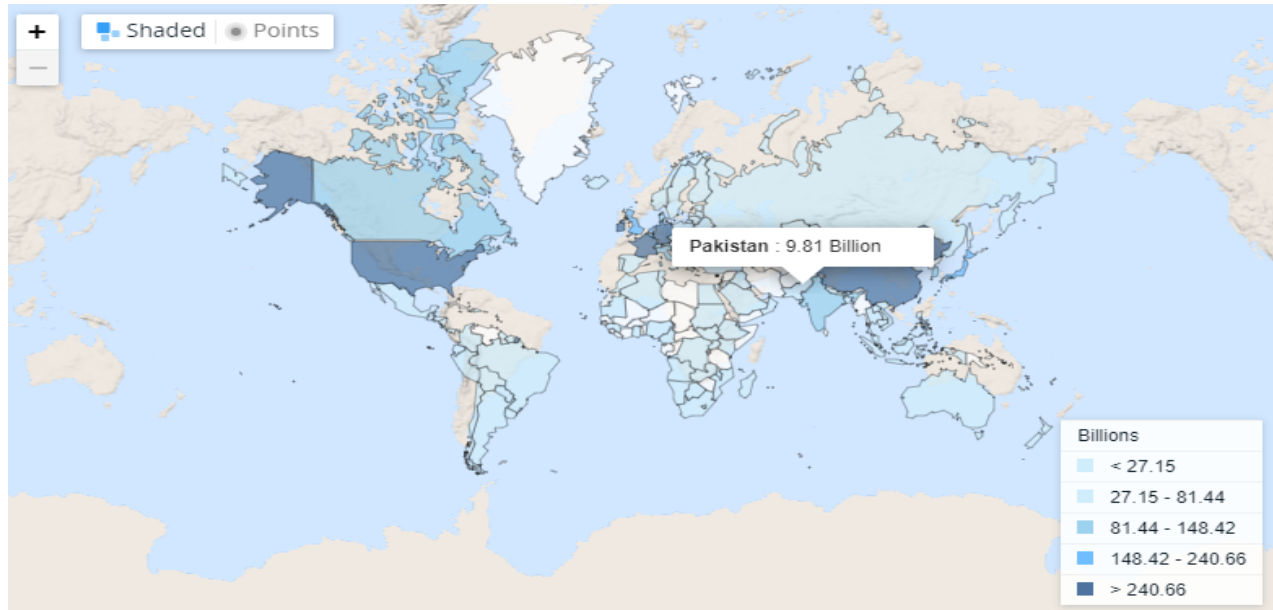 +
Shaded
Points
−
Pakistan : 9.81 Billion
Billions
< 27.15
27.15 - 81.44
81.44 - 148.42
148.42 - 240.66
> 240.66